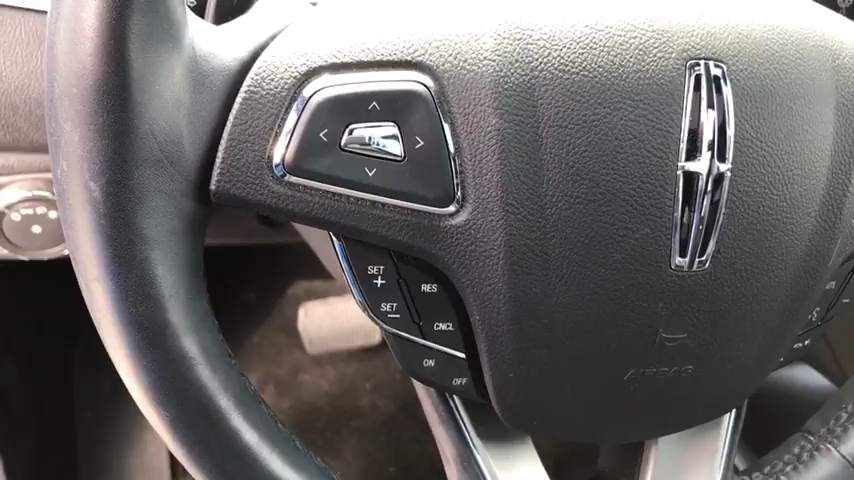 SET
+
RES
SET
−
CNCL
ON
OFF
AIRBAG